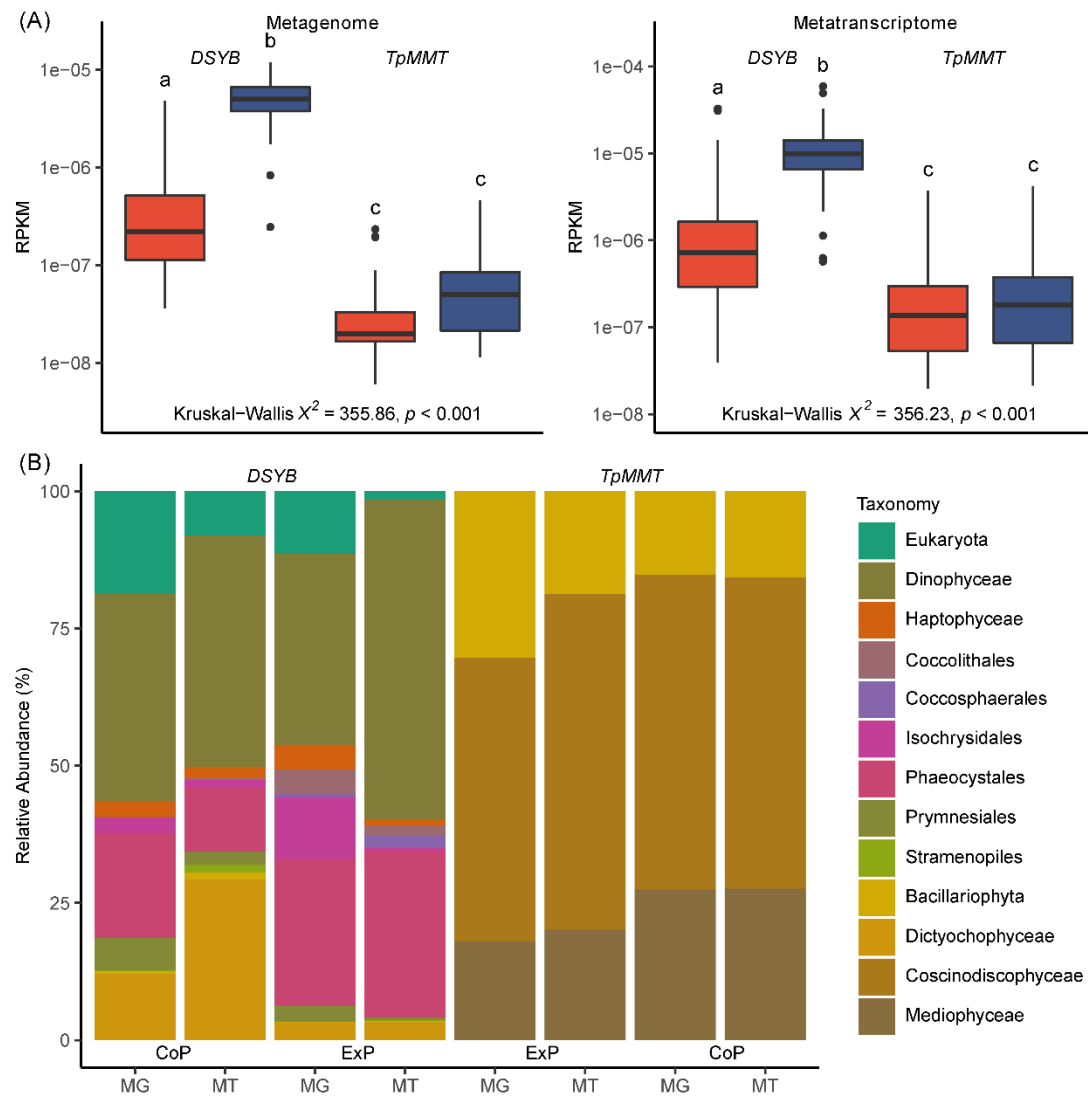 (A)
Metagenome
DSYB
TpMMT
a
b
c
c
1e−05
1e−06
1e−07
1e−08
RPKM
Kruskal−Wallis X² = 355.86, p < 0.001
Metatranscriptome
DSYB
TpMMT
a
b
c
c
1e−04
1e−05
1e−06
1e−07
1e−08
RPKM
Kruskal−Wallis X² = 356.23, p < 0.001
(B)
DSYB
TpMMT
100
75
50
25
0
Relative Abundance (%)
CoP
ExP
ExP
CoP
MG
MT
MG
MT
MG
MT
MG
MT
Taxonomy
Eukaryota
Dinophyceae
Haptophyceae
Coccolithales
Coccosphaerales
Isochrysidales
Phaeocystales
Prymnesiales
Stramenopiles
Bacillariophyta
Dictyochophyceae
Coscinodiscophyceae
Mediophyceae